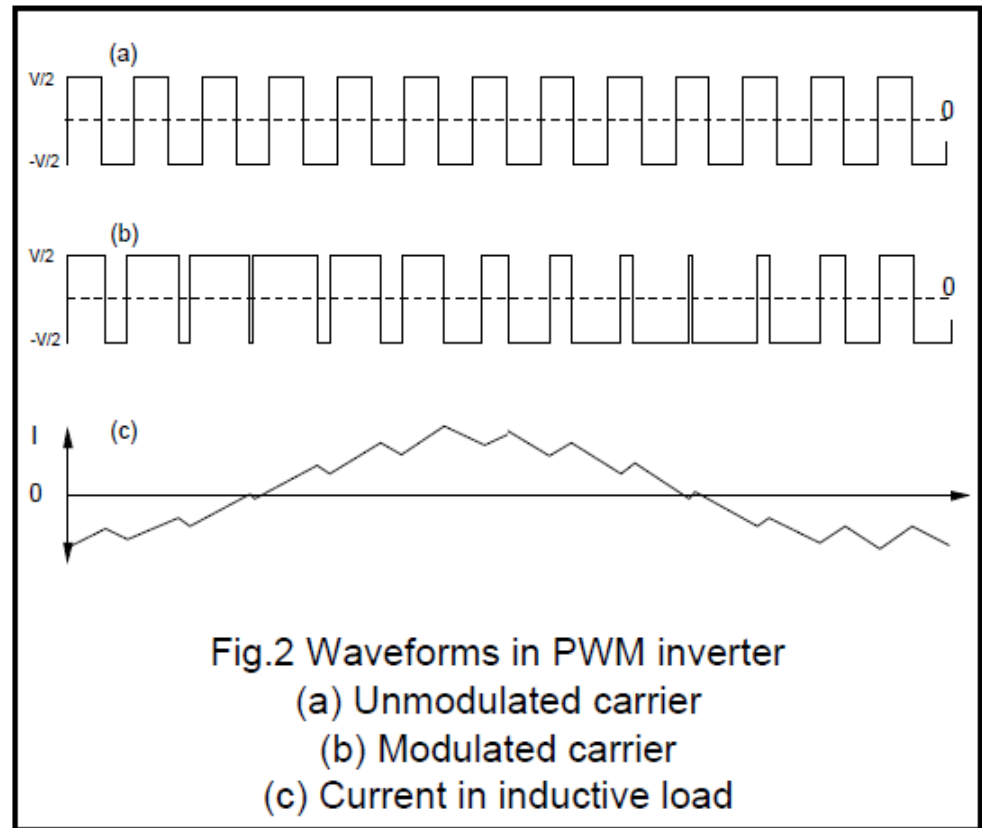 (a)
V/2
0
-V/2
(b)
V/2
0
-V/2
(c)
I
0
Fig.2 Waveforms in PWM inverter
(a) Unmodulated carrier
(b) Modulated carrier
(c) Current in inductive load